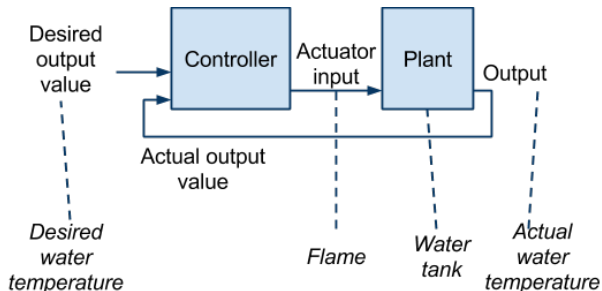 Desired
output
value
Controller
Actuator
input
Plant
Output
Actual output
value
Desired
water
temperature
Flame
Water
tank
Actual
water
temperature